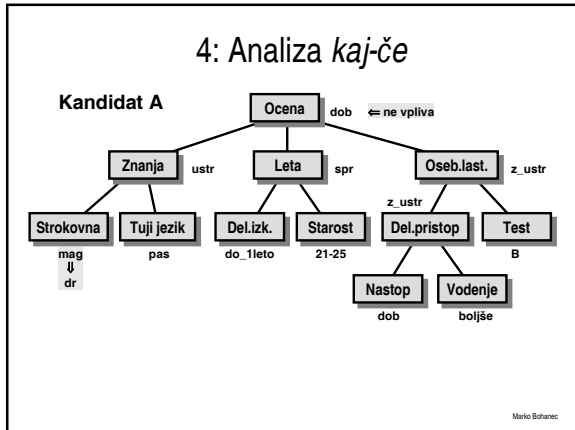 4: Analiza kaj-če
Kandidat A
Ocena dob ⇐ ne vpliva
Znanja ustr Leta spr Oseb.last. z_ustr
z_ustr
Strokovna Tuji jezik Del.izk. Starost Del.pristop Test
mag pas do_1leto 21-25 B
⇓
dr
Nastop Vodenje
dob boljše
Marko Bohanec